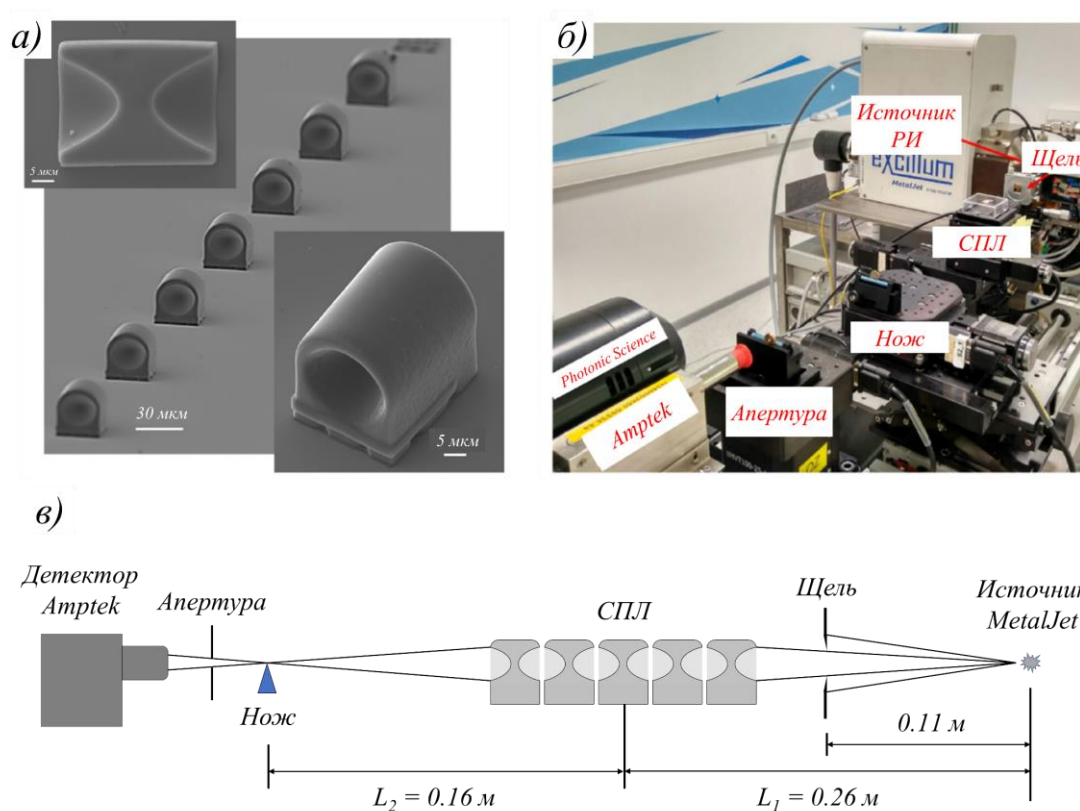 а)
5 мкм
30 мкм
5 мкм
б)
Источник
РИ
excillum
MetalJet
Щель
СПЛ
Нож
Photonic Science
Amptek
Апертура
в)
Детектор
Amptek
Апертура
СПЛ
Щель
Источник
MetalJet
Нож
0.11 м
L₂ = 0.16 м
L₁ = 0.26 м